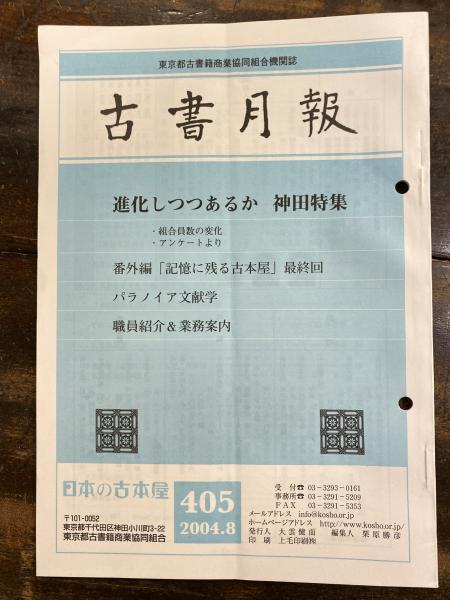 東京都古書籍商業協同組合機関誌
古書月報
進化しつつあるか 神田特集
・組合員数の変化
・アンケートより
番外編「記憶に残る古本屋」最終回
パラノイア文献学
職員紹介&業務案内
日本の古本屋
405
2004.8
〒101-0052
東京都千代田区神田小川町3-22
東京都古書籍商業協同組合
受 付☎ 03-3293-0161
事務所☎ 03-3291-5209
FAX 03-3291-5353
メールアドレス info@kosho.or.jp
ホームページアドレス http://www.kosho.or.jp/
発行人 大雲健而 編集人 栗原勝彦
印刷 上毛印刷㈱